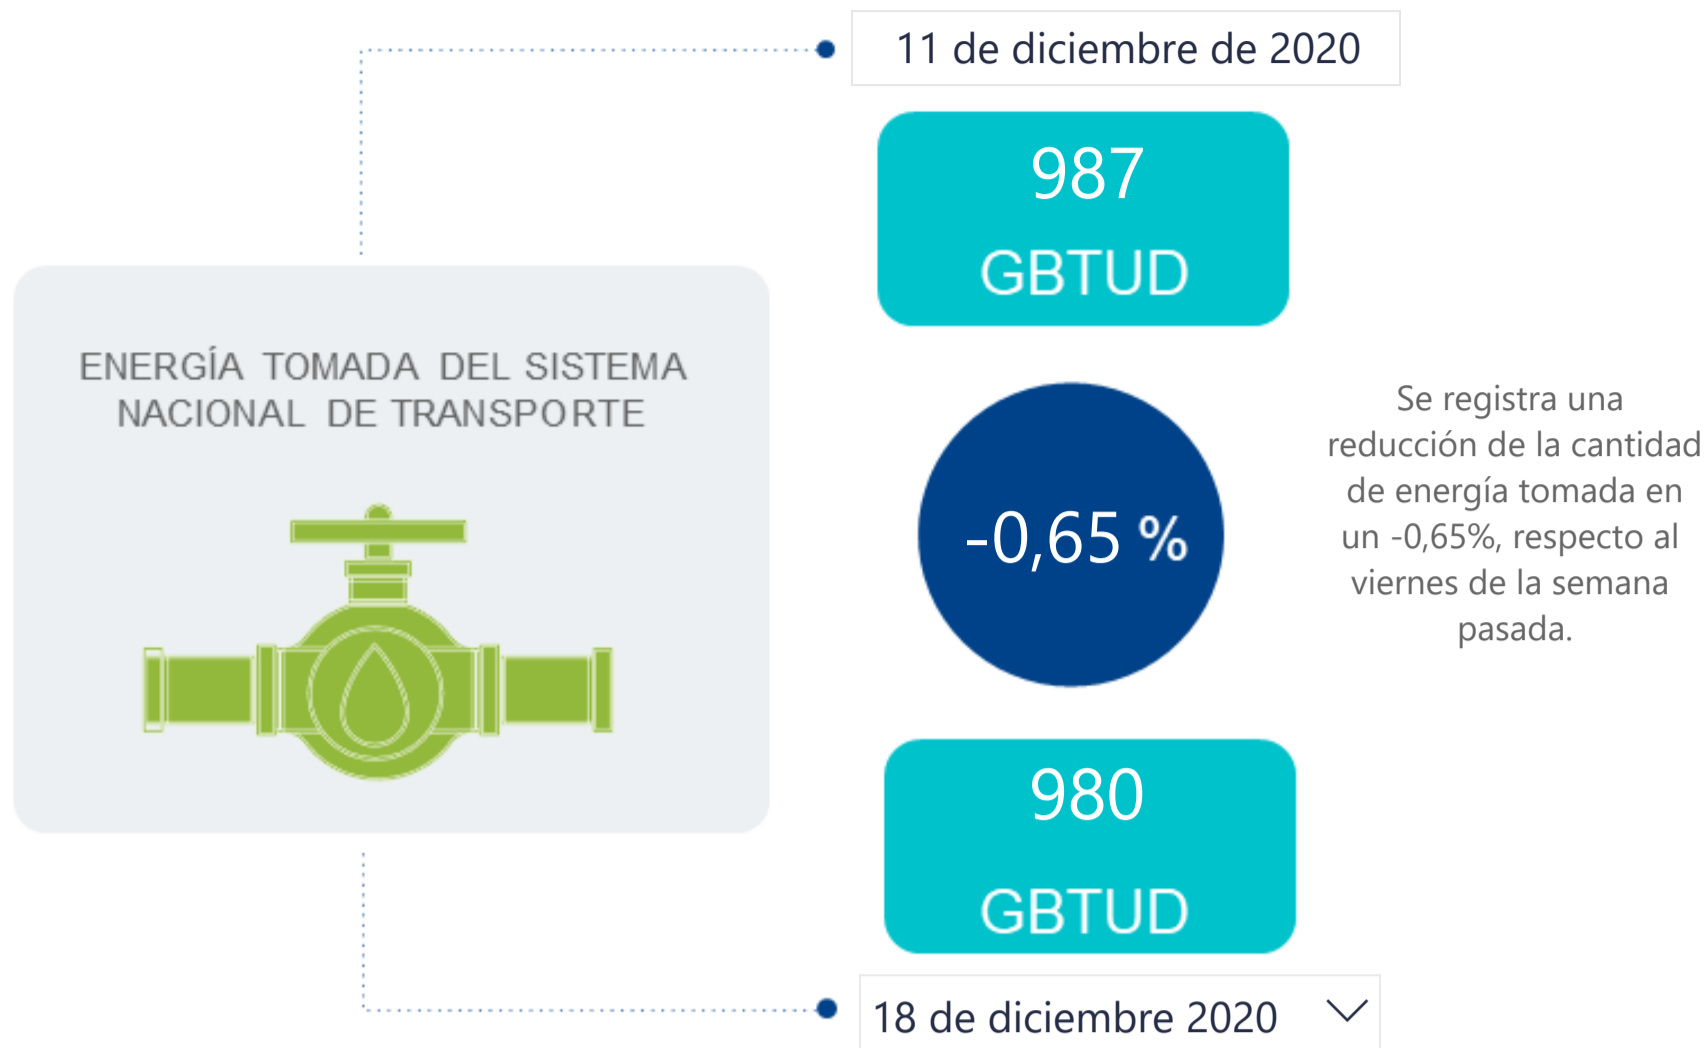 11 de diciembre de 2020
987
GBTUD
ENERGÍA TOMADA DEL SISTEMA
NACIONAL DE TRANSPORTE
-0,65 %
Se registra una
reducción de la cantidad
de energía tomada en
un -0,65%, respecto al
viernes de la semana
pasada.
980
GBTUD
18 de diciembre 2020